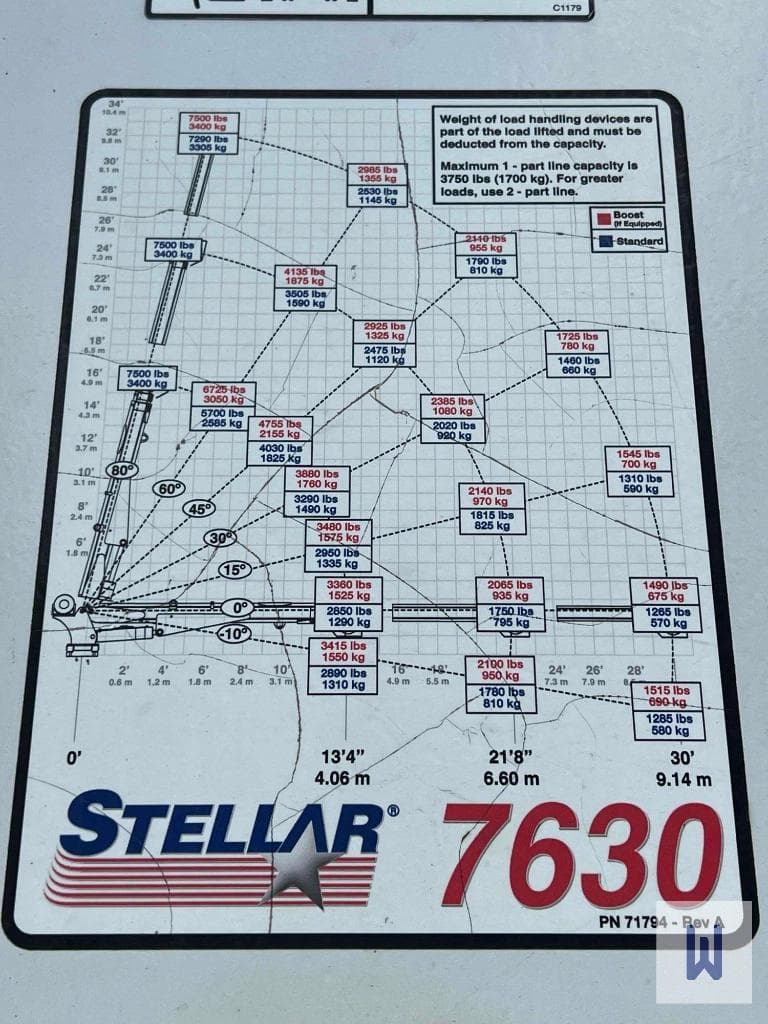 C1179
34'
10.4 m
7500 lbs
3400 kg
7290 lbs
3305 kg
Weight of load handling devices are
part of the load lifted and must be
deducted from the capacity.
Maximum 1 - part line capacity is
3750 lbs (1700 kg). For greater
loads, use 2 - part line.
32'
9.8 m
30'
9.1 m
2985 lbs
1355 kg
2530 lbs
1145 kg
28'
8.5 m
Boost
(If Equipped)
Standard
26'
7.9 m
24'
7.3 m
7500 lbs
3400 kg
2110 lbs
955 kg
1790 lbs
810 kg
22'
6.7 m
4135 lbs
1875 kg
3505 lbs
1590 kg
20'
6.1 m
2925 lbs
1325 kg
2475 lbs
1120 kg
1725 lbs
780 kg
1460 lbs
660 kg
18'
5.5 m
16'
4.9 m
7500 lbs
3400 kg
6725 lbs
3050 kg
5700 lbs
2585 kg
2385 lbs
1080 kg
2020 lbs
920 kg
14'
4.3 m
4755 lbs
2155 kg
4030 lbs
1825 kg
12'
3.7 m
10'
3.1 m
80°
3880 lbs
1760 kg
3290 lbs
1490 kg
1545 lbs
700 kg
1310 lbs
590 kg
60°
2140 lbs
970 kg
1815 lbs
825 kg
8'
2.4 m
45°
3480 lbs
1575 kg
2950 lbs
1335 kg
6'
1.8 m
30°
15°
3360 lbs
1525 kg
2850 lbs
1290 kg
2065 lbs
935 kg
1750 lbs
795 kg
1490 lbs
675 kg
1265 lbs
570 kg
0°
-10°
3415 lbs
1550 kg
2890 lbs
1310 kg
2100 lbs
950 kg
1780 lbs
810 kg
1515 lbs
690 kg
1285 lbs
580 kg
2' 4' 6' 8' 10' 16' 18' 24' 26' 28'
0.6 m 1.2 m 1.8 m 2.4 m 3.1 m 4.9 m 5.5 m 7.3 m 7.9 m
0' 13'4" 21'8" 30'
4.06 m 6.60 m 9.14 m
STELLAR® 7630
PN 71794 - Rev A
W